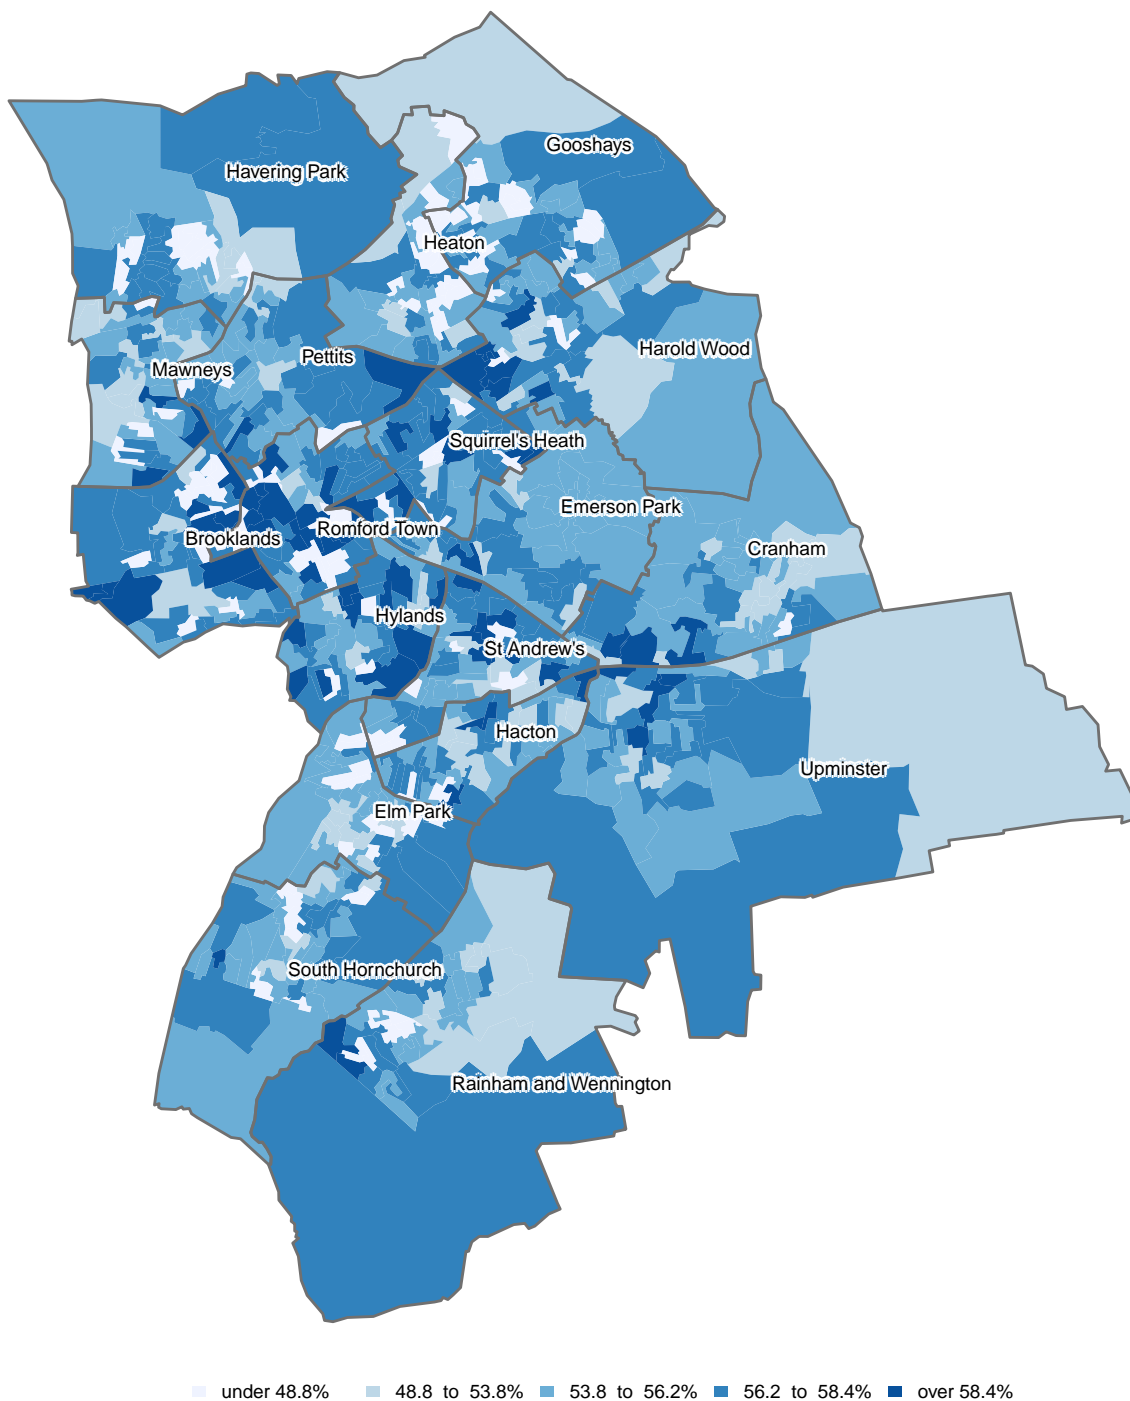 Gooshays
Havering Park
Heaton
Harold Wood
Pettits
Mawneys
Squirrel's Heath
Emerson Park
Romford Town
Brooklands
Cranham
Hylands
St Andrew's
Hacton
Upminster
Elm Park
South Hornchurch
Rainham and Wennington
under 48.8% 48.8 to 53.8% 53.8 to 56.2% 56.2 to 58.4% over 58.4%